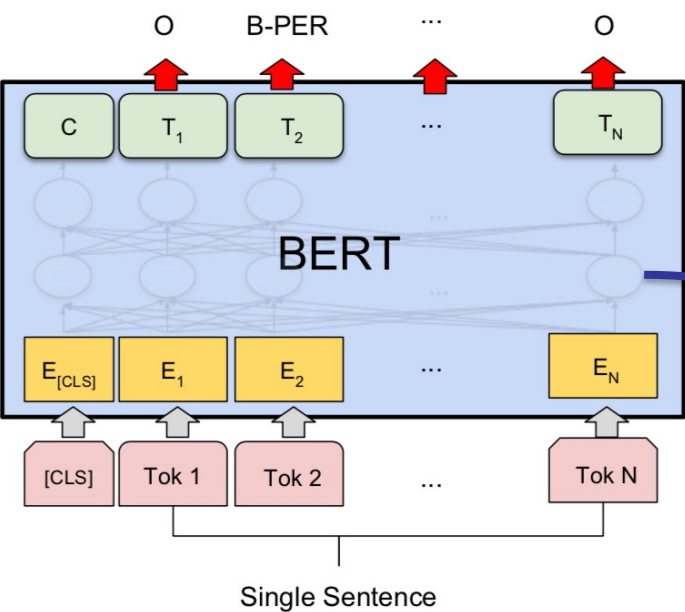 O B-PER ... O
C T1 T2 ... TN
...
BERT
...
E[CLS] E1 E2 ... EN
[CLS] Tok 1 Tok 2 ... Tok N
Single Sentence